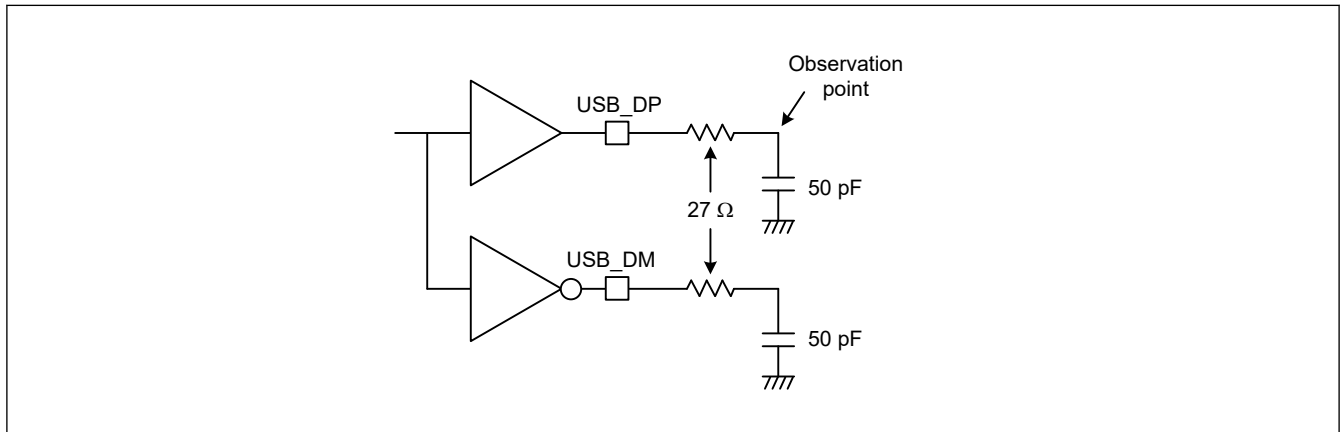 Observation
point
USB_DP
50 pF
27 Ω
USB_DM
50 pF